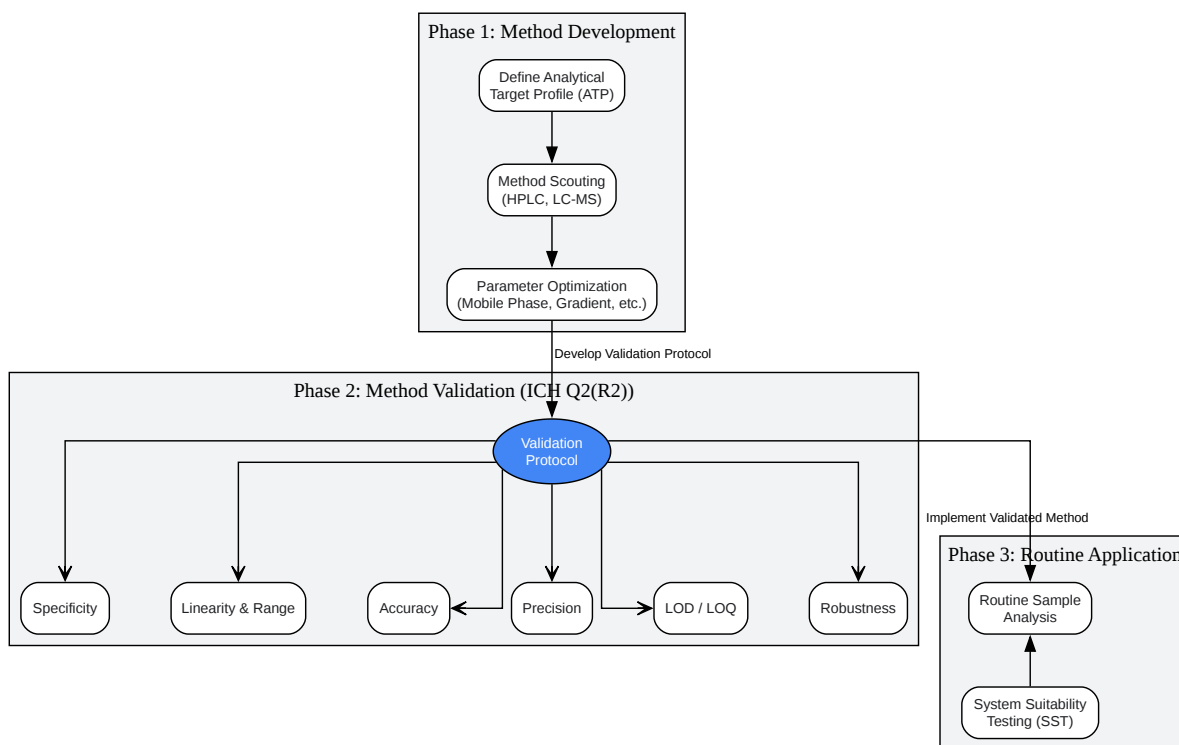 Phase 1: Method Development
Define Analytical
Target Profile (ATP)
Method Scouting
(HPLC, LC-MS)
Parameter Optimization
(Mobile Phase, Gradient, etc.)
Develop Validation Protocol
Phase 2: Method Validation (ICH Q2(R2))
Validation
Protocol
Implement Validated Method
Phase 3: Routine Application
Specificity
Linearity & Range
Accuracy
Precision
LOD / LOQ
Robustness
Routine Sample
Analysis
System Suitability
Testing (SST)